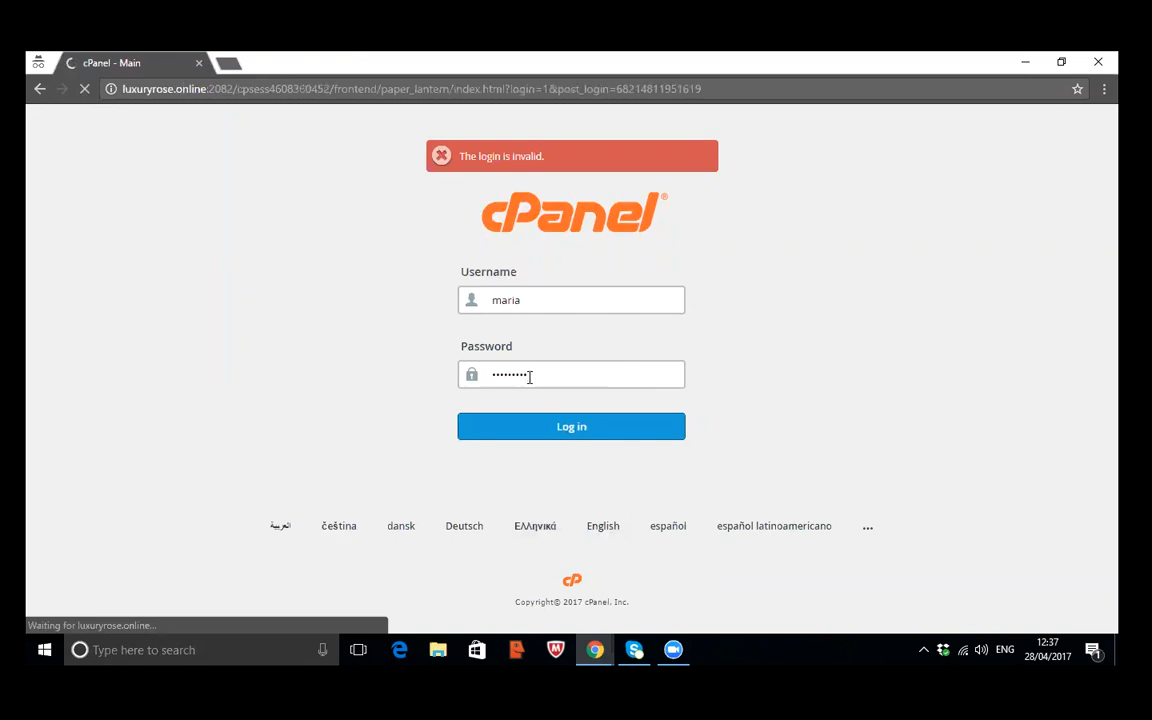 cPanel - Main
luxuryrose.online:2082/cpsess4608360452/frontend/paper_lantern/index.html?login=1&post_login=68214811951619
The login is invalid.
cPanel®
Username
maria
Password
•••••••••
Log in
العربية čeština dansk Deutsch Ελληνικά English español español latinoamericano ...
cP
Copyright© 2017 cPanel, Inc.
Waiting for luxuryrose.online...
Type here to search
ENG
12:37
28/04/2017
1